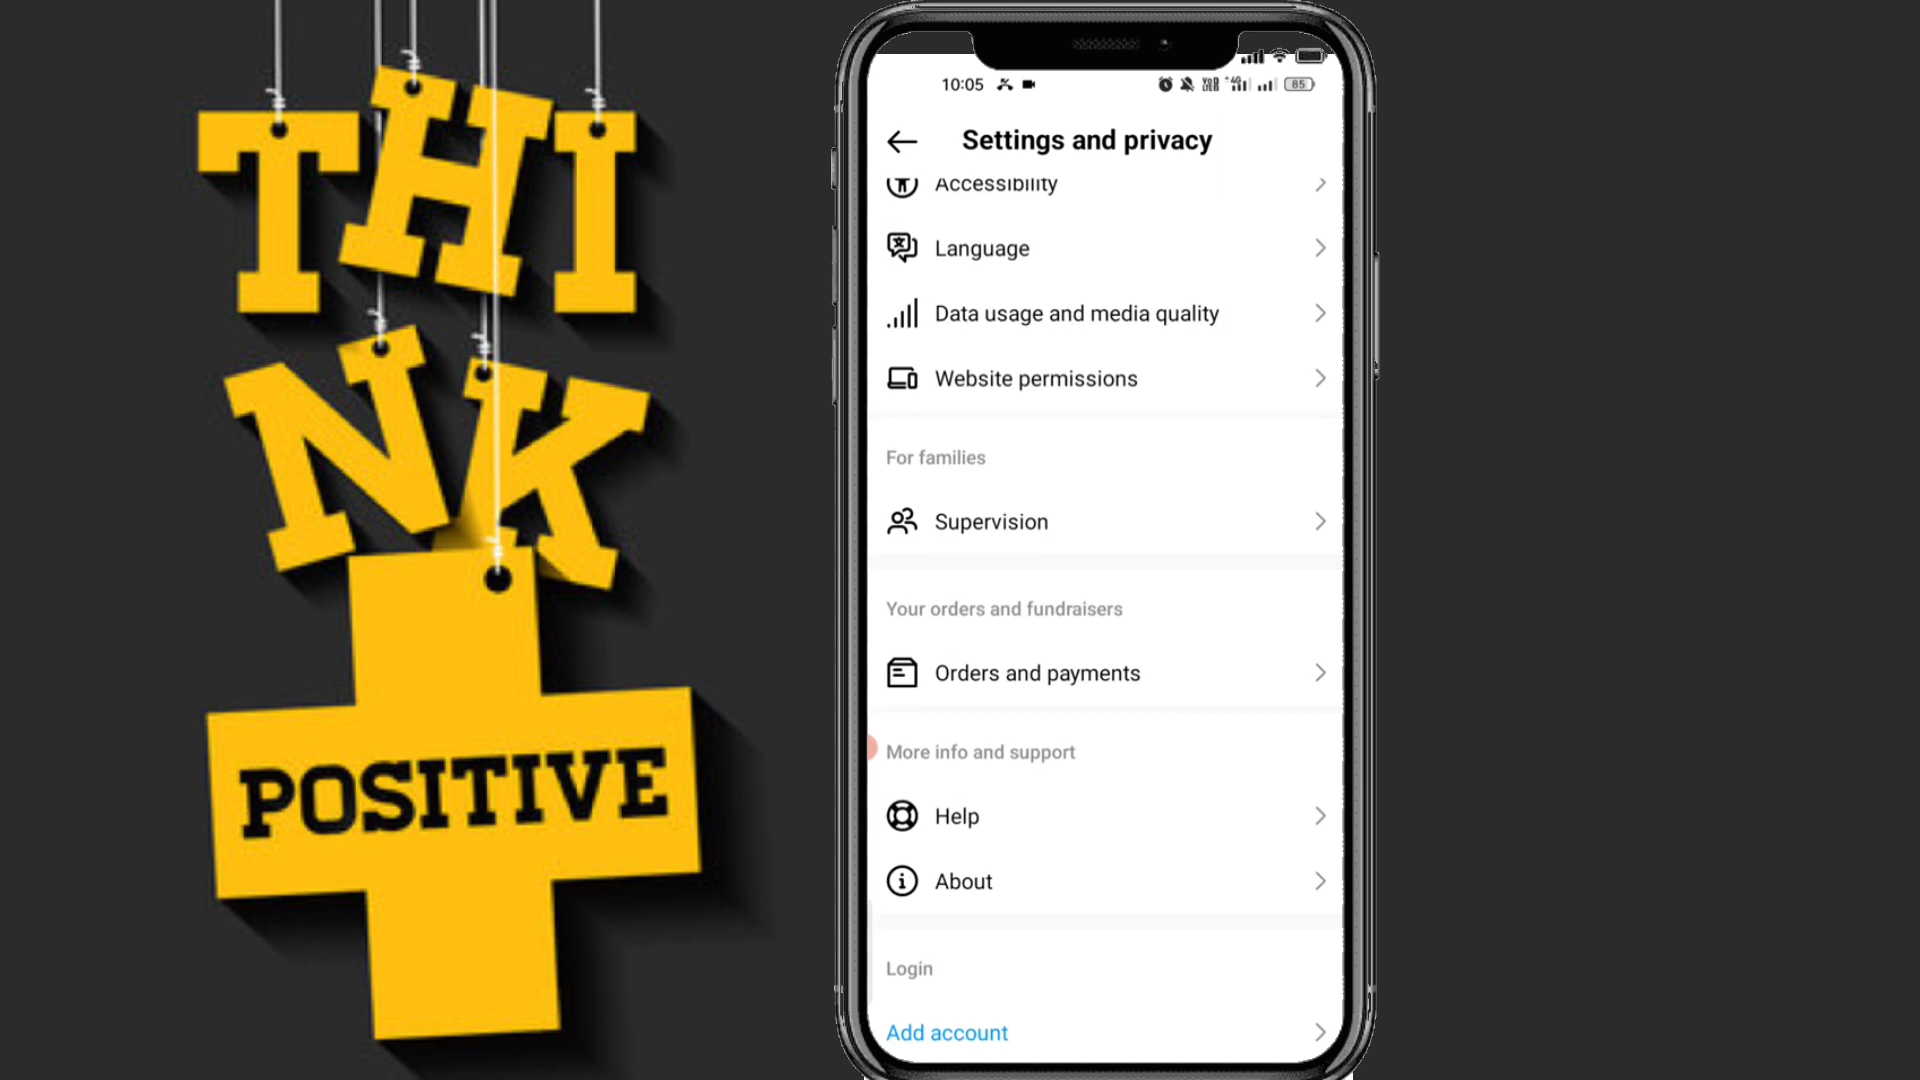 THI
NK
POSITIVE
10:05
85
Settings and privacy
Accessibility
Language
Data usage and media quality
Website permissions
For families
Supervision
Your orders and fundraisers
Orders and payments
More info and support
Help
About
Login
Add account